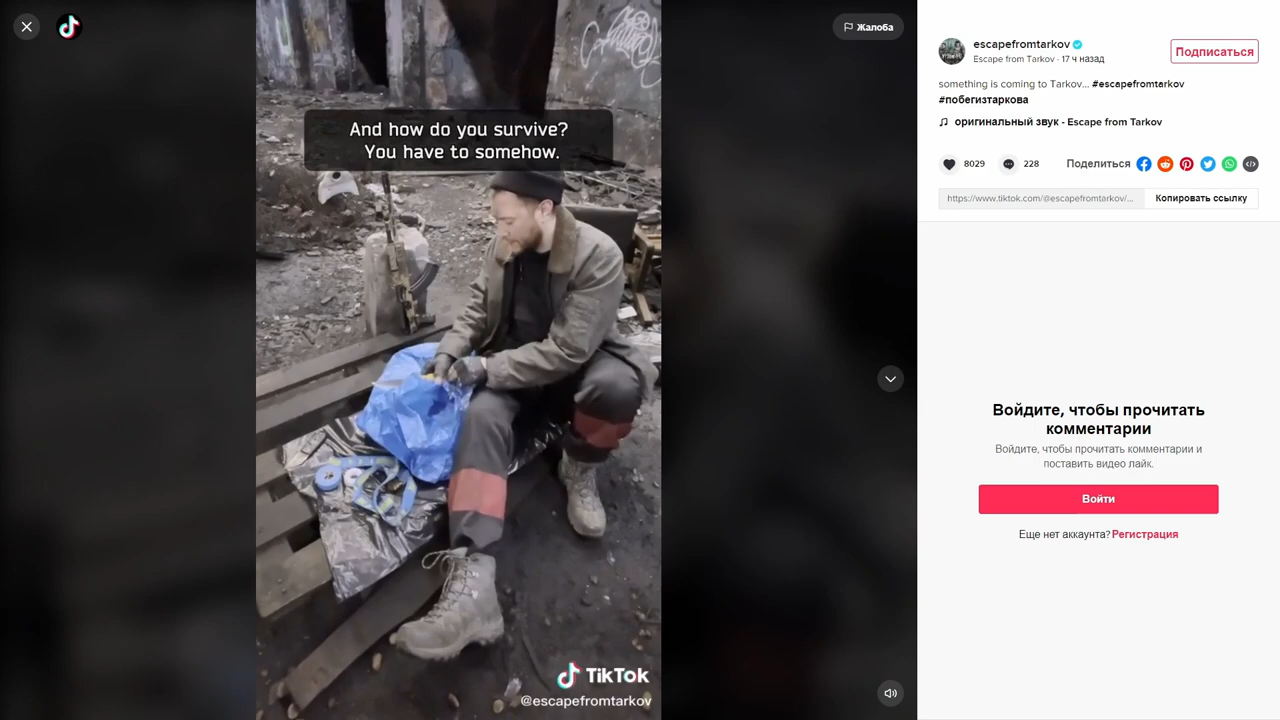 Жалоба
And how do you survive?
You have to somehow.
TikTok
@escapefromtarkov
escapefromtarkov
Escape from Tarkov · 17 ч назад
Подписаться
something is coming to Tarkov... #escapefromtarkov
#побегизтаркова
оригинальный звук - Escape from Tarkov
8029
228
Поделиться
https://www.tiktok.com/@escapefromtarkov/...
Копировать ссылку
Войдите, чтобы прочитать
комментарии
Войдите, чтобы прочитать комментарии и
поставить видео лайк.
Войти
Еще нет аккаунта? Регистрация